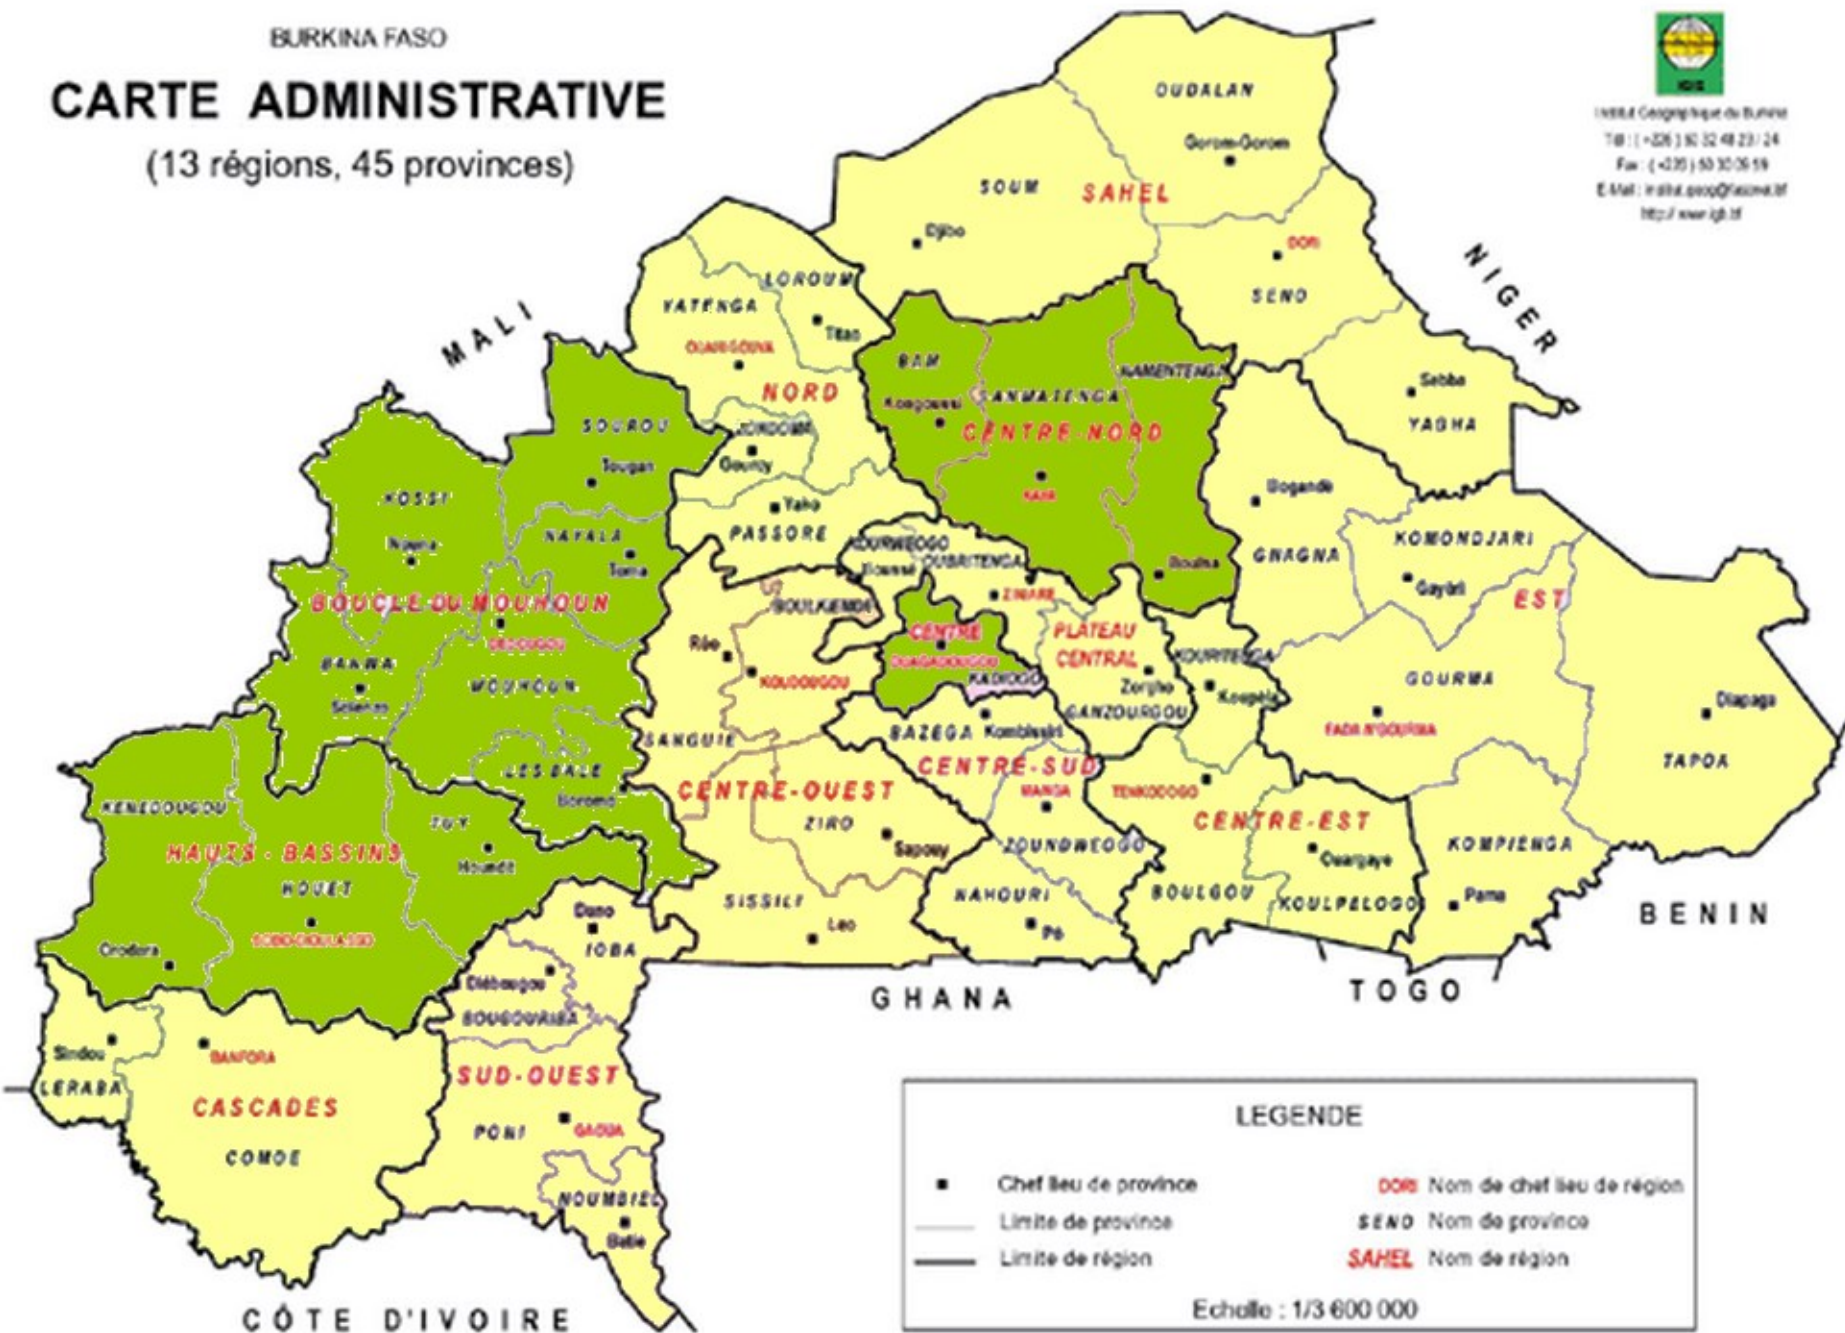 BURKINA FASO
CARTE ADMINISTRATIVE
(13 régions, 45 provinces)
Institut Geographique du Burkina
OUDALAN
Gorom-Gorom
SOUM
SAHEL
Djibo
DORI
SENO
NIGER
LOROUM
YATENGA
Titao
OUAHIGOUYA
NORD
MALI
BAM
NAMENTENGA
Kongoussi
SANMATENGA
CENTRE-NORD
KAYA
Boulsa
Sebba
YAGHA
SOUROU
Tougan
ZONDOMA
Gourcy
Yako
PASSORE
KOSSI
Nouna
NAYALA
Toma
Bogande
GNAGNA
KOMONDJARI
Gayéri
EST
KOURWEOGO
Boussé
OUBRITENGA
ZINIARE
BOUCLE DU MOUHOUN
DEDOUGOU
BOULKIEMDE
Réo
KOUDOUGOU
CENTRE
OUAGADOUGOU
KADIOGO
PLATEAU
CENTRAL
Zorgho
GANZOURGOU
KOURITENGA
Koupéla
GOURMA
FADA N'GOURMA
Diapaga
TAPOA
BANWA
Solenzo
MOUHOUN
LES BALE
Boromo
SANGUIE
BAZEGA
Kombissiri
CENTRE-SUD
MANGA
CENTRE-OUEST
ZIRO
Sapouy
TENKODOGO
CENTRE-EST
Ouargaye
KOMPIENGA
Pama
KENEDOUGOU
HAUTS-BASSINS
TUY
Houndé
HOUET
BOBO-DIOULASSO
Orodara
ZOUNDWEOGO
NAHOURI
Pô
BOULGOU
KOULPELOGO
SISSILI
Leo
BENIN
Dano
IOBA
Diébougou
BOUGOURIBA
GHANA
TOGO
Sindou
LERABA
BANFORA
CASCADES
COMOE
SUD-OUEST
PONI
GAOUA
NOUMBIEL
Batie
CÔTE D'IVOIRE
LEGENDE
Chef lieu de province
DORI Nom de chef lieu de région
Limite de province
SENO Nom de province
Limite de région
SAHEL Nom de région
Echelle : 1/3 600 000